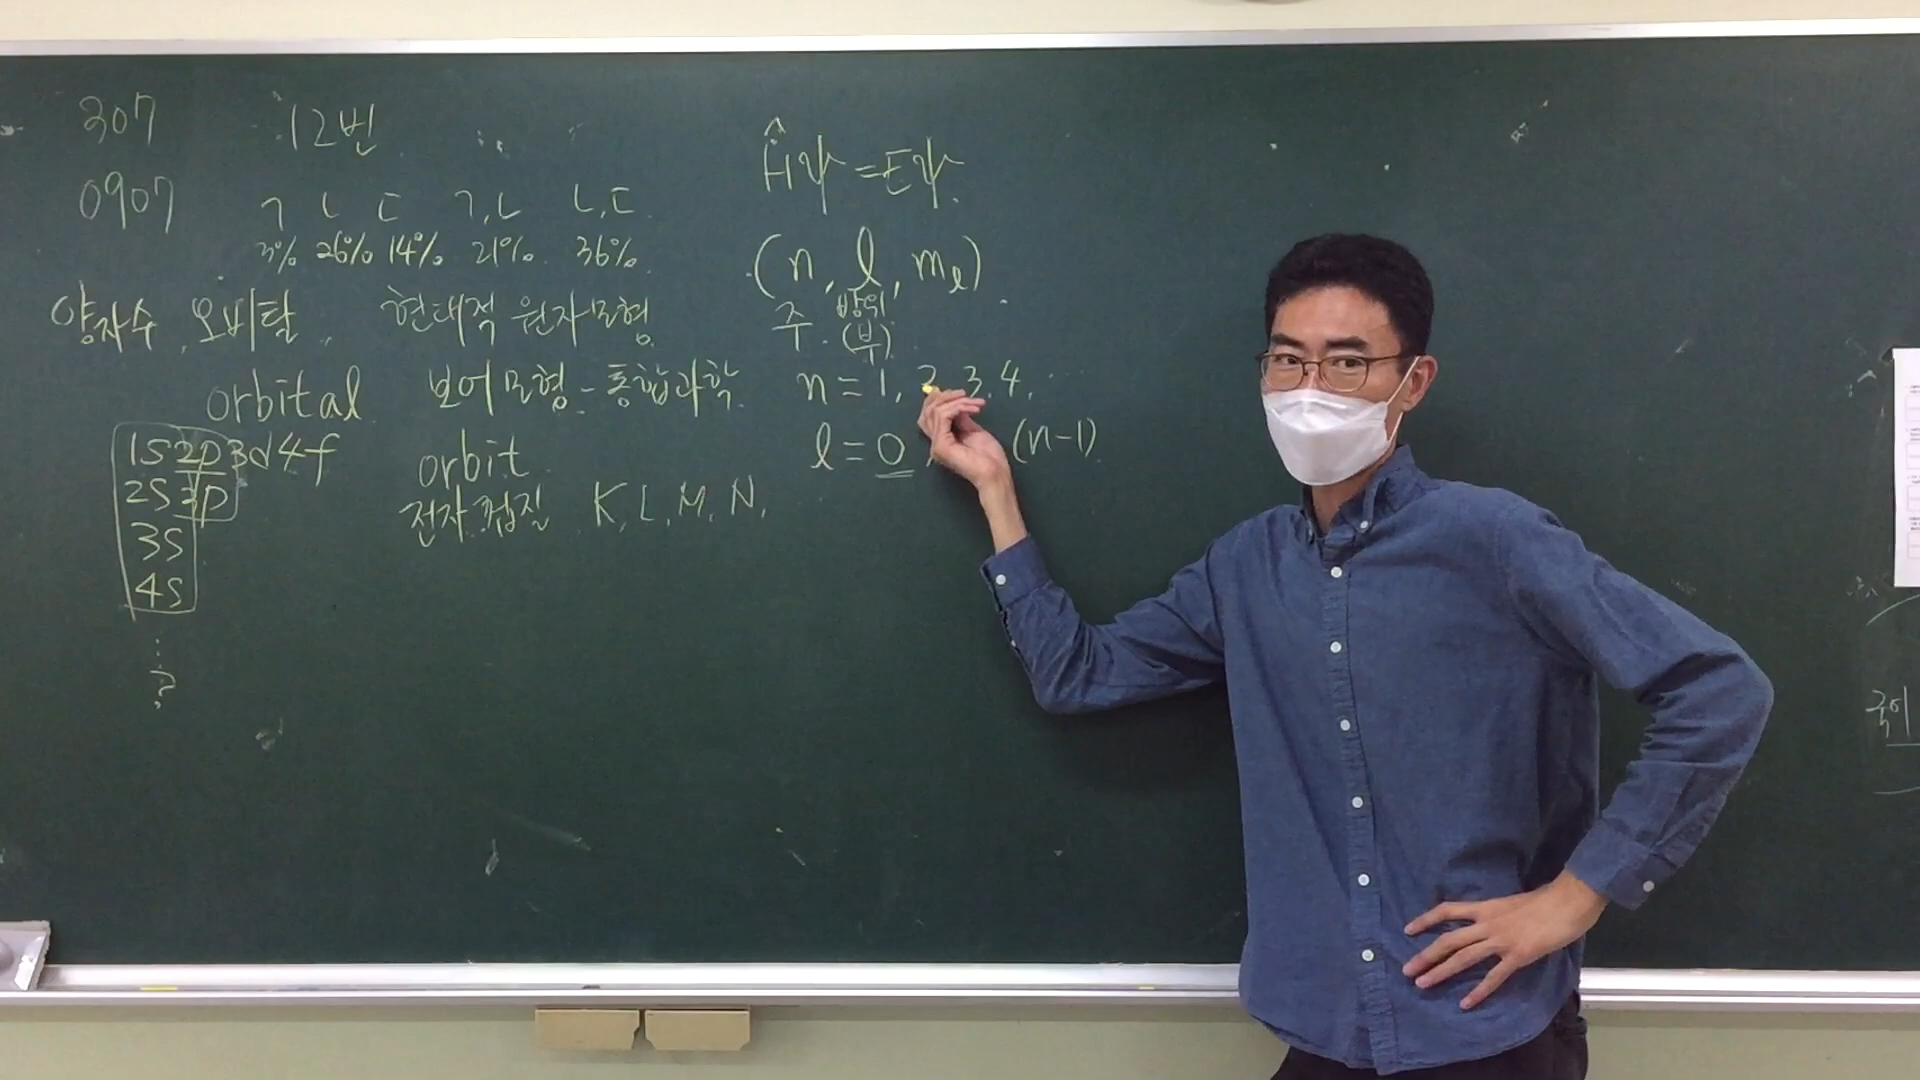 307 12번
0907 ㄱ ㄴ ㄷ ㄱ,ㄴ ㄴ,ㄷ
3% 26% 14% 21% 36%
양자수, 오비탈, 현대적 원자모형
orbital 보어모형 - 통합과학
1s 2p 3d 4f orbit
2s 3p 전자껍질 K, L, M, N,
3s
4s
⋮
?
Ĥψ = Eψ.
(n, l, mₗ)
주 방위
(부)
n = 1, 2, 3, 4, ...
l = 0 (n-1)